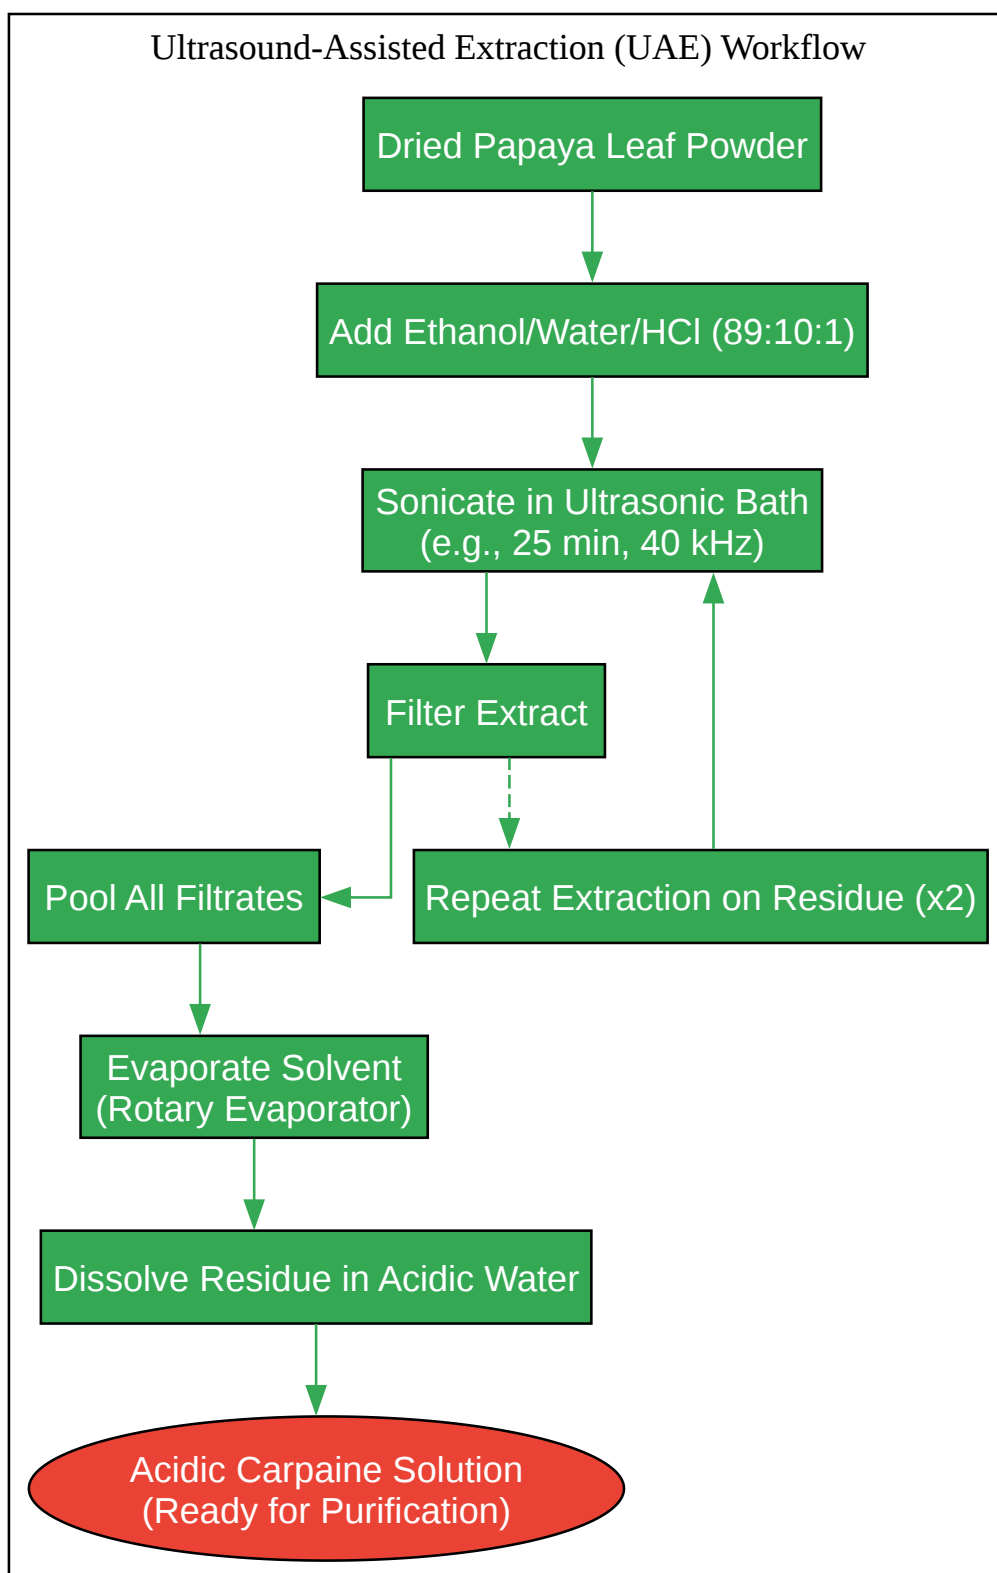 Ultrasound-Assisted Extraction (UAE) Workflow
Dried Papaya Leaf Powder
Add Ethanol/Water/HCl (89:10:1)
Sonicate in Ultrasonic Bath
(e.g., 25 min, 40 kHz)
Filter Extract
Pool All Filtrates
Repeat Extraction on Residue (x2)
Evaporate Solvent
(Rotary Evaporator)
Dissolve Residue in Acidic Water
Acidic Carpaine Solution
(Ready for Purification)